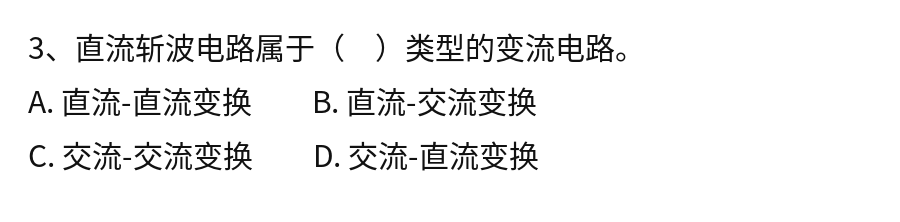 3、直流斩波电路属于（　）类型的变流电路。
A. 直流-直流变换　　B. 直流-交流变换
C. 交流-交流变换　　D. 交流-直流变换